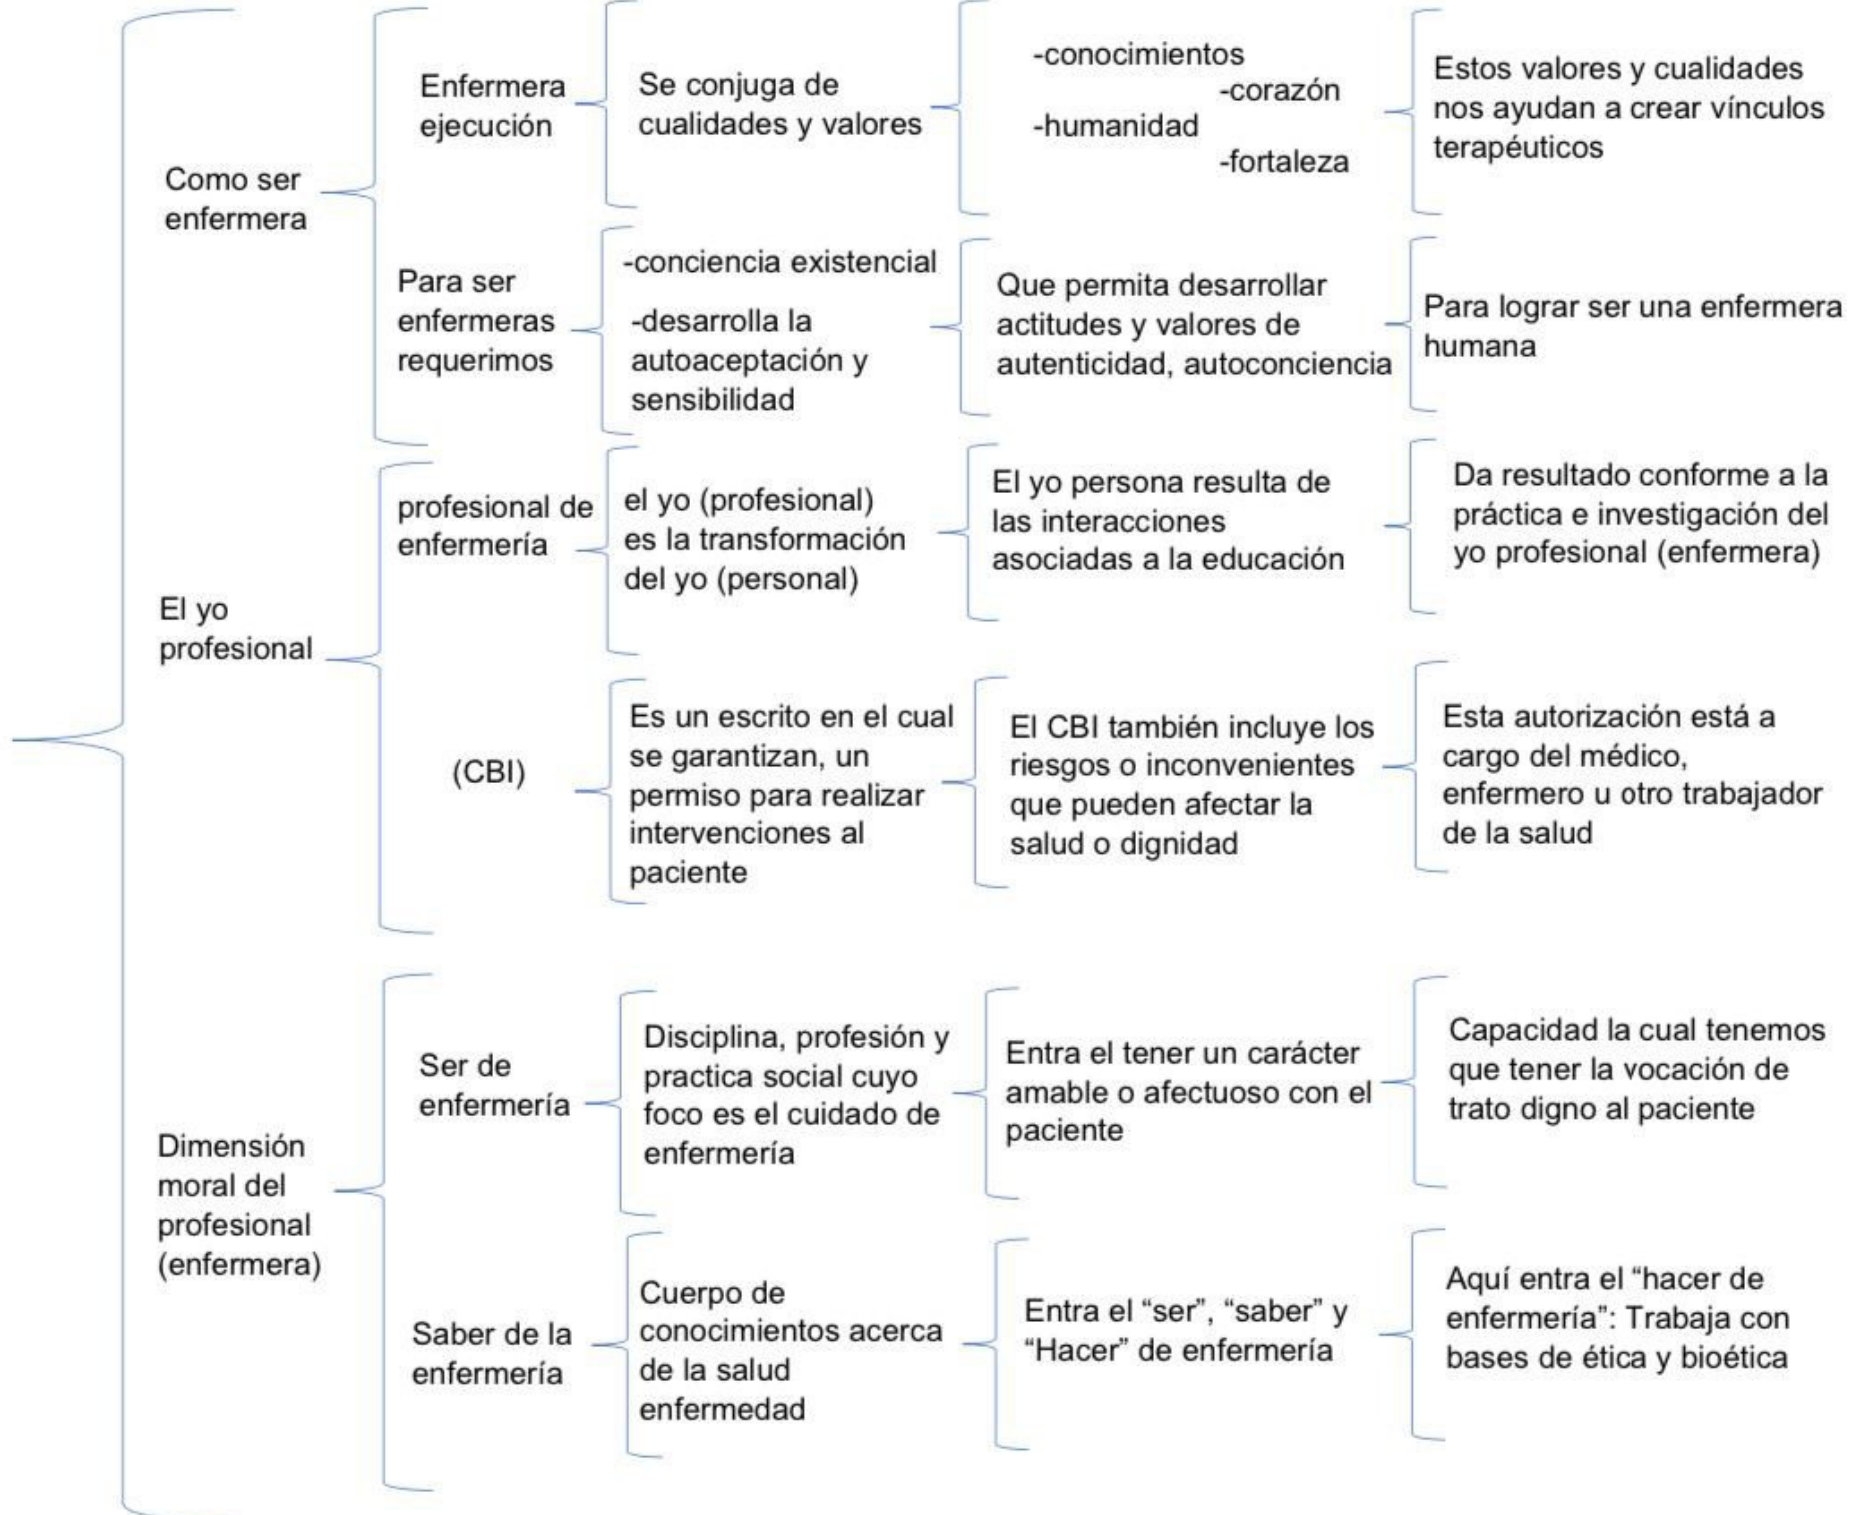 Como ser
enfermera
Enfermera
ejecución
Se conjuga de
cualidades y valores
-conocimientos
-corazón
-humanidad
-fortaleza
Estos valores y cualidades
nos ayudan a crear vínculos
terapéuticos
Para ser
enfermeras
requerimos
-conciencia existencial
-desarrolla la
autoaceptación y
sensibilidad
Que permita desarrollar
actitudes y valores de
autenticidad, autoconciencia
Para lograr ser una enfermera
humana
El yo
profesional
profesional de
enfermería
el yo (profesional)
es la transformación
del yo (personal)
El yo persona resulta de
las interacciones
asociadas a la educación
Da resultado conforme a la
práctica e investigación del
yo profesional (enfermera)
(CBI)
Es un escrito en el cual
se garantizan, un
permiso para realizar
intervenciones al
paciente
El CBI también incluye los
riesgos o inconvenientes
que pueden afectar la
salud o dignidad
Esta autorización está a
cargo del médico,
enfermero u otro trabajador
de la salud
Dimensión
moral del
profesional
(enfermera)
Ser de
enfermería
Disciplina, profesión y
practica social cuyo
foco es el cuidado de
enfermería
Entra el tener un carácter
amable o afectuoso con el
paciente
Capacidad la cual tenemos
que tener la vocación de
trato digno al paciente
Saber de la
enfermería
Cuerpo de
conocimientos acerca
de la salud
enfermedad
Entra el “ser”, “saber” y
“Hacer” de enfermería
Aquí entra el “hacer de
enfermería”: Trabaja con
bases de ética y bioética